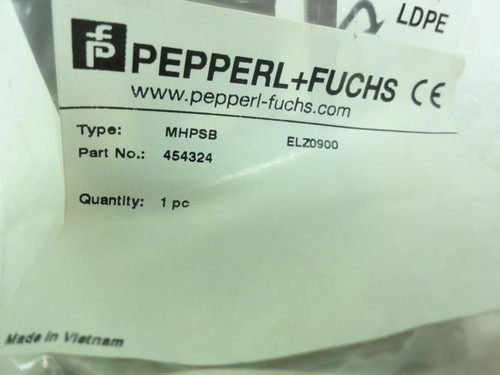 LDPE
PEPPERL+FUCHS CE
www.pepperl-fuchs.com
Type: MHPSB ELZ0900
Part No.: 454324
Quantity: 1 pc
Made in Vietnam